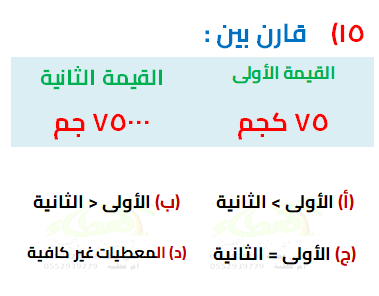 ١٥) قارن بين :
القيمة الأولى القيمة الثانية
٧٥ كجم ٧٥٠٠٠ جم
(أ) الأولى > الثانية (ب) الأولى < الثانية
(ج) الأولى = الثانية (د) المعطيات غير كافية